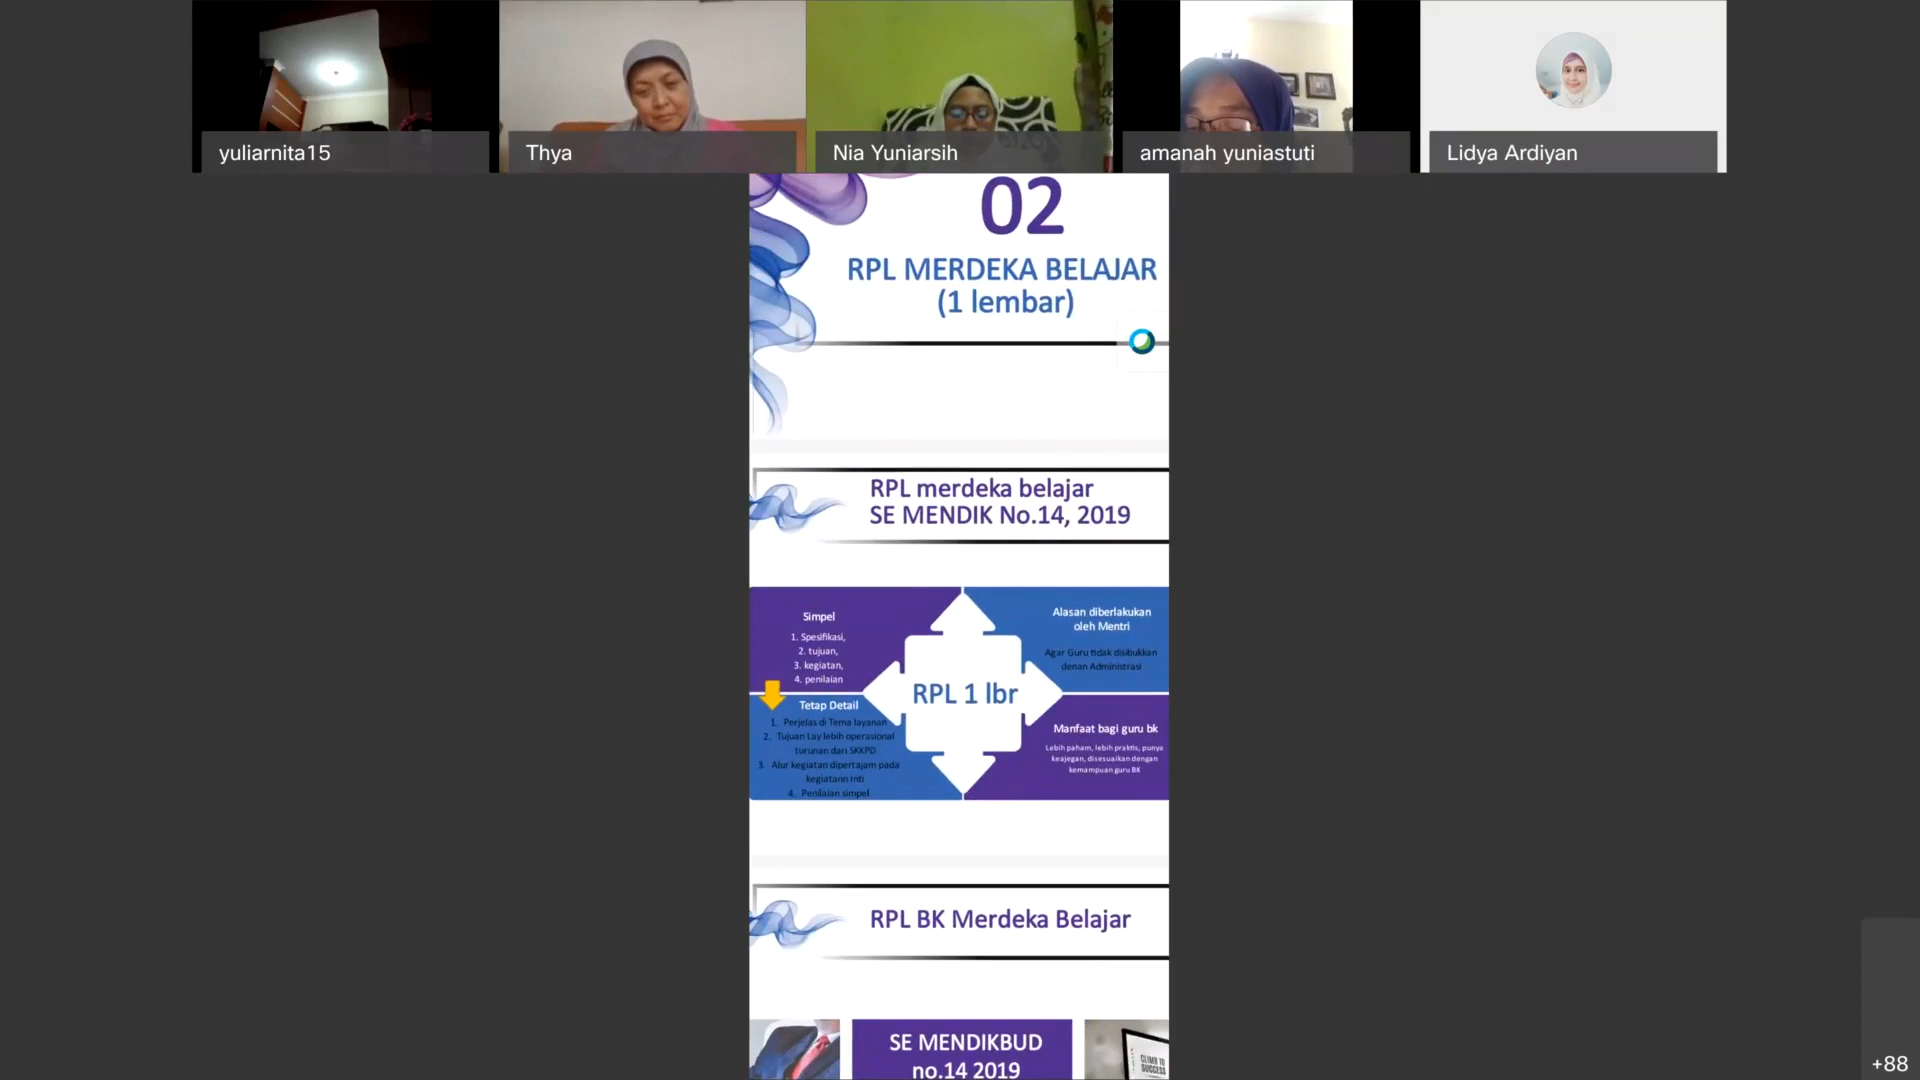 yuliarnita15
Thya
Nia Yuniarsih
amanah yuniastuti
Lidya Ardiyan
02
RPL MERDEKA BELAJAR
(1 lembar)
RPL merdeka belajar
SE MENDIK No.14, 2019
Simpel
1. Spesifikasi,
2. tujuan,
3. kegiatan,
4. penilaian
Alasan diberlakukan
oleh Mentri
Agar Guru tidak disibukkan
denan Administrasi
RPL 1 lbr
Tetap Detail
1. Perjelas di Tema layanan
2. Tujuan Lay lebih operasional
turunan dari SKKPD
3. Alur kegiatan dipertajam pada
kegiatann Inti
4. Penilaian simpel
Manfaat bagi guru bk
Lebih paham, lebih praktis, punya
keajegan, disesuaikan dengan
kemampuan guru BK
RPL BK Merdeka Belajar
SE MENDIKBUD
no.14 2019
CLIMB TO
SUCCESS
+88